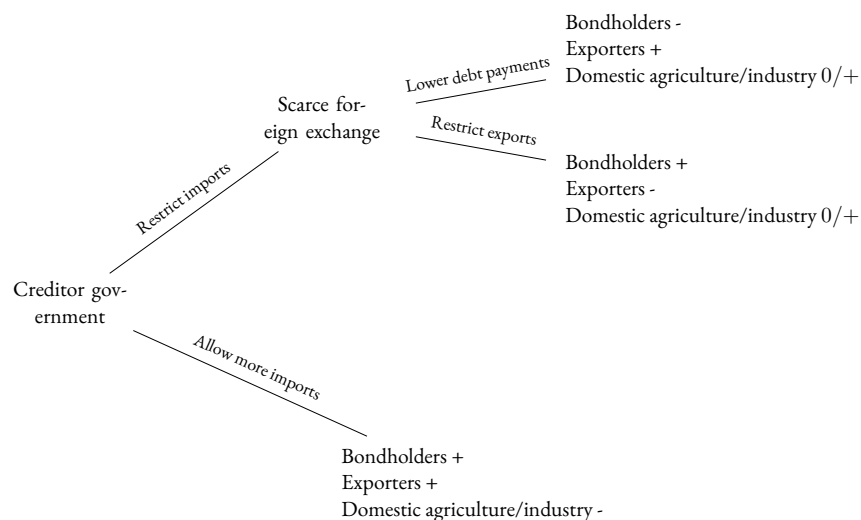 Bondholders -
Exporters +
Domestic agriculture/industry 0/+
Lower debt payments
Scarce for-
eign exchange
Restrict exports
Bondholders +
Exporters -
Domestic agriculture/industry 0/+
Restrict imports
Creditor gov-
ernment
Allow more imports
Bondholders +
Exporters +
Domestic agriculture/industry -